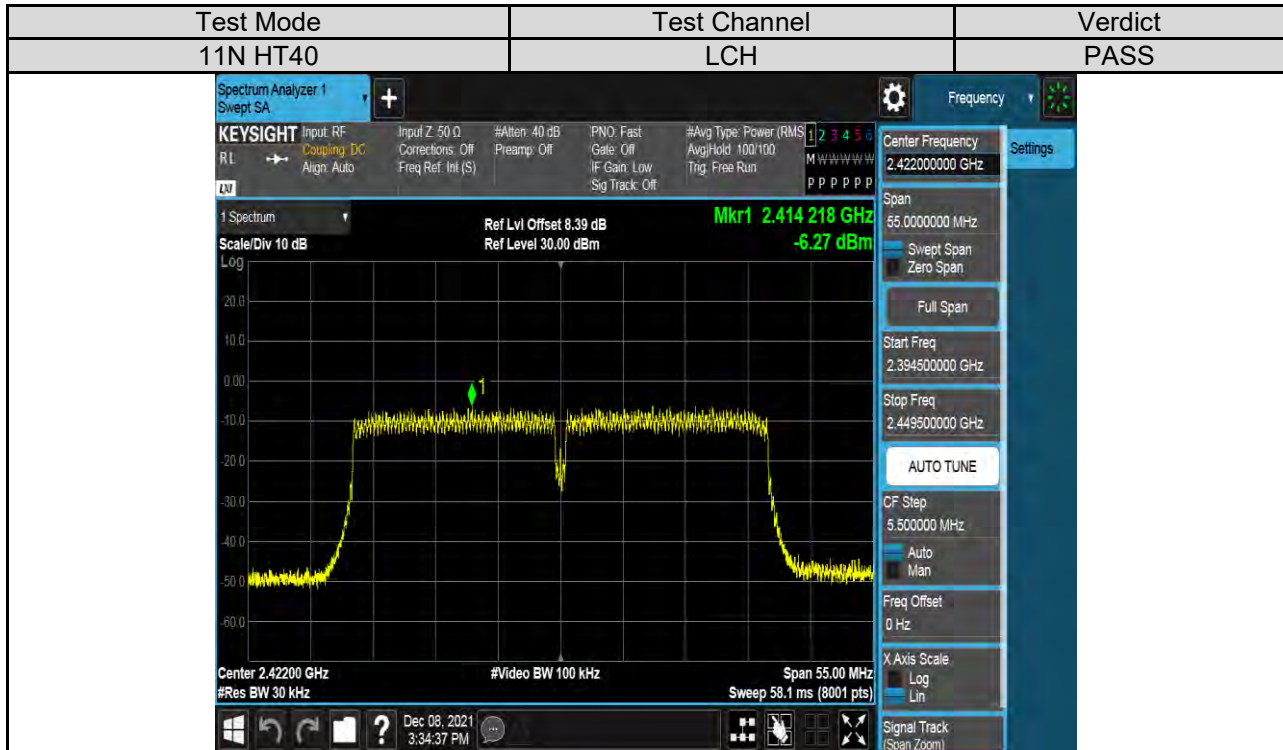 Test Mode Test Channel Verdict
11N HT40 LCH PASS
Spectrum Analyzer 1
Swept SA
Frequency
KEYSIGHT Input: RF Input Z: 50 Ω #Atten: 40 dB PNO: Fast #Avg Type: Power (RMS 1 2 3 4 5 6
RL Coupling: DC Corrections: Off Preamp: Off Gate: Off Avg|Hold: 100/100 M W W W W W
Align: Auto Freq Ref: Int (S) IF Gain: Low Trig: Free Run
LXI Sig Track: Off P P P P P P
Center Frequency
2.422000000 GHz
Settings
1 Spectrum
Scale/Div 10 dB
Ref Lvl Offset 8.39 dB
Ref Level 30.00 dBm
Mkr1 2.414 218 GHz
-6.27 dBm
Log
20.0
10.0
0.00
-10.0
-20.0
-30.0
-40.0
-50.0
-60.0
1
Center 2.42200 GHz #Video BW 100 kHz Span 55.00 MHz
#Res BW 30 kHz Sweep 58.1 ms (8001 pts)
Span
55.0000000 MHz
Swept Span
Zero Span
Full Span
Start Freq
2.394500000 GHz
Stop Freq
2.449500000 GHz
AUTO TUNE
CF Step
5.500000 MHz
Auto
Man
Freq Offset
0 Hz
X Axis Scale
Log
Lin
Signal Track
(Span Zoom)
Dec 08, 2021
3:34:37 PM